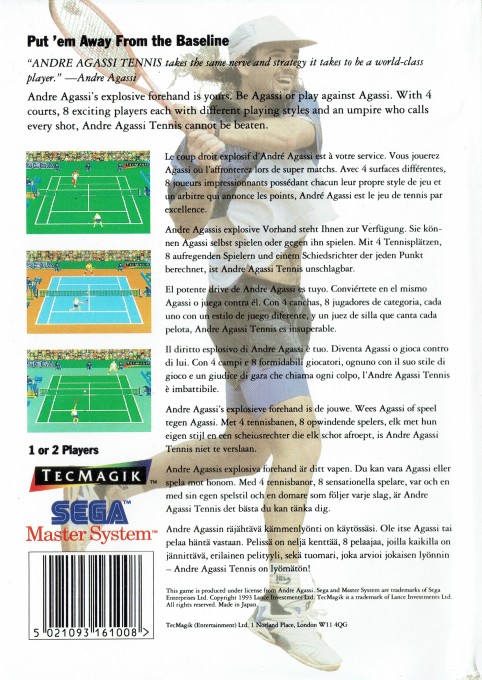 Put 'em Away From the Baseline
"ANDRE AGASSI TENNIS takes the same nerve and strategy it takes to be a world-class
player." —Andre Agassi
Andre Agassi's explosive forehand is yours. Be Agassi or play against Agassi. With 4
courts, 8 exciting players each with different playing styles and an umpire who calls
every shot, Andre Agassi Tennis cannot be beaten.
Le coup droit explosif d'André Agassi est à votre service. Vous jouerez
Agassi ou l'affronterez lors de super matchs. Avec 4 surfaces différentes,
8 joueurs impressionnants possédant chacun leur propre style de jeu et
un arbitre qui annonce les points, André Agassi est le jeu de tennis par
excellence.
Andre Agassis explosive Vorhand steht Ihnen zur Verfügung. Sie kön-
nen Agassi selbst spielen oder gegen ihn spielen. Mit 4 Tennisplätzen,
8 aufregenden Spielern und einem Schiedsrichter der jeden Punkt
berechnet, ist Andre Agassi Tennis unschlagbar.
El potente drive de Andre Agassi es tuyo. Conviértete en el mismo
Agassi o juega contra él. Con 4 canchas, 8 jugadores de categoria, cada
uno con un estilo de juego diferente, y un juez de silla que canta cada
pelota, Andre Agassi Tennis es insuperable.
Il diritto esplosivo di Andre Agassi è tuo. Diventa Agassi o gioca contro
di lui. Con 4 campi e 8 formidabili giocatori, ognuno con il suo stile di
gioco e un giudice di gara che chiama ogni colpo, l'Andre Agassi Tennis
è imbattibile.
Andre Agassi's explosieve forehand is de jouwe. Wees Agassi of speel
tegen Agassi. Met 4 tennisbanen, 8 opwindende spelers, elk met hun
eigen stijl en een scheidsrechter die elk schot afroept, is Andre Agassi
Tennis niet te verslaan.
1 or 2 Players
TECMAGIK™
SEGA
Master System™
Andre Agassis explosiva forehand är ditt vapen. Du kan vara Agassi eller
spela mot honom. Med 4 tennisbanor, 8 sensationella spelare, var och en
med sin egen spelstil och en domare som följer varje slag, är Andre
Agassi Tennis det bästa du kan tänka dig.
Andre Agassin räjähtävä kämmenlyönti on käytössäsi. Ole itse Agassi tai
pelaa häntä vastaan. Pelissä on neljä kenttää, 8 pelaajaa, joilla kaikilla on
jännittävä, erilainen pelityyli, sekä tuomari, joka arvioi jokaisen lyönnin
– Andre Agassi Tennis on lyömätön!
This game is produced under license from Andre Agassi. Sega and Master System are trademarks of Sega
Enterprises Ltd. Copyright 1993 Lance Investments Ltd. TecMagik is a trademark of Lance Investments Ltd.
All rights reserved. Made in Japan.
TecMagik (Entertainment) Ltd. 1 Norland Place, London W11 4QG
5 021093 161008 >